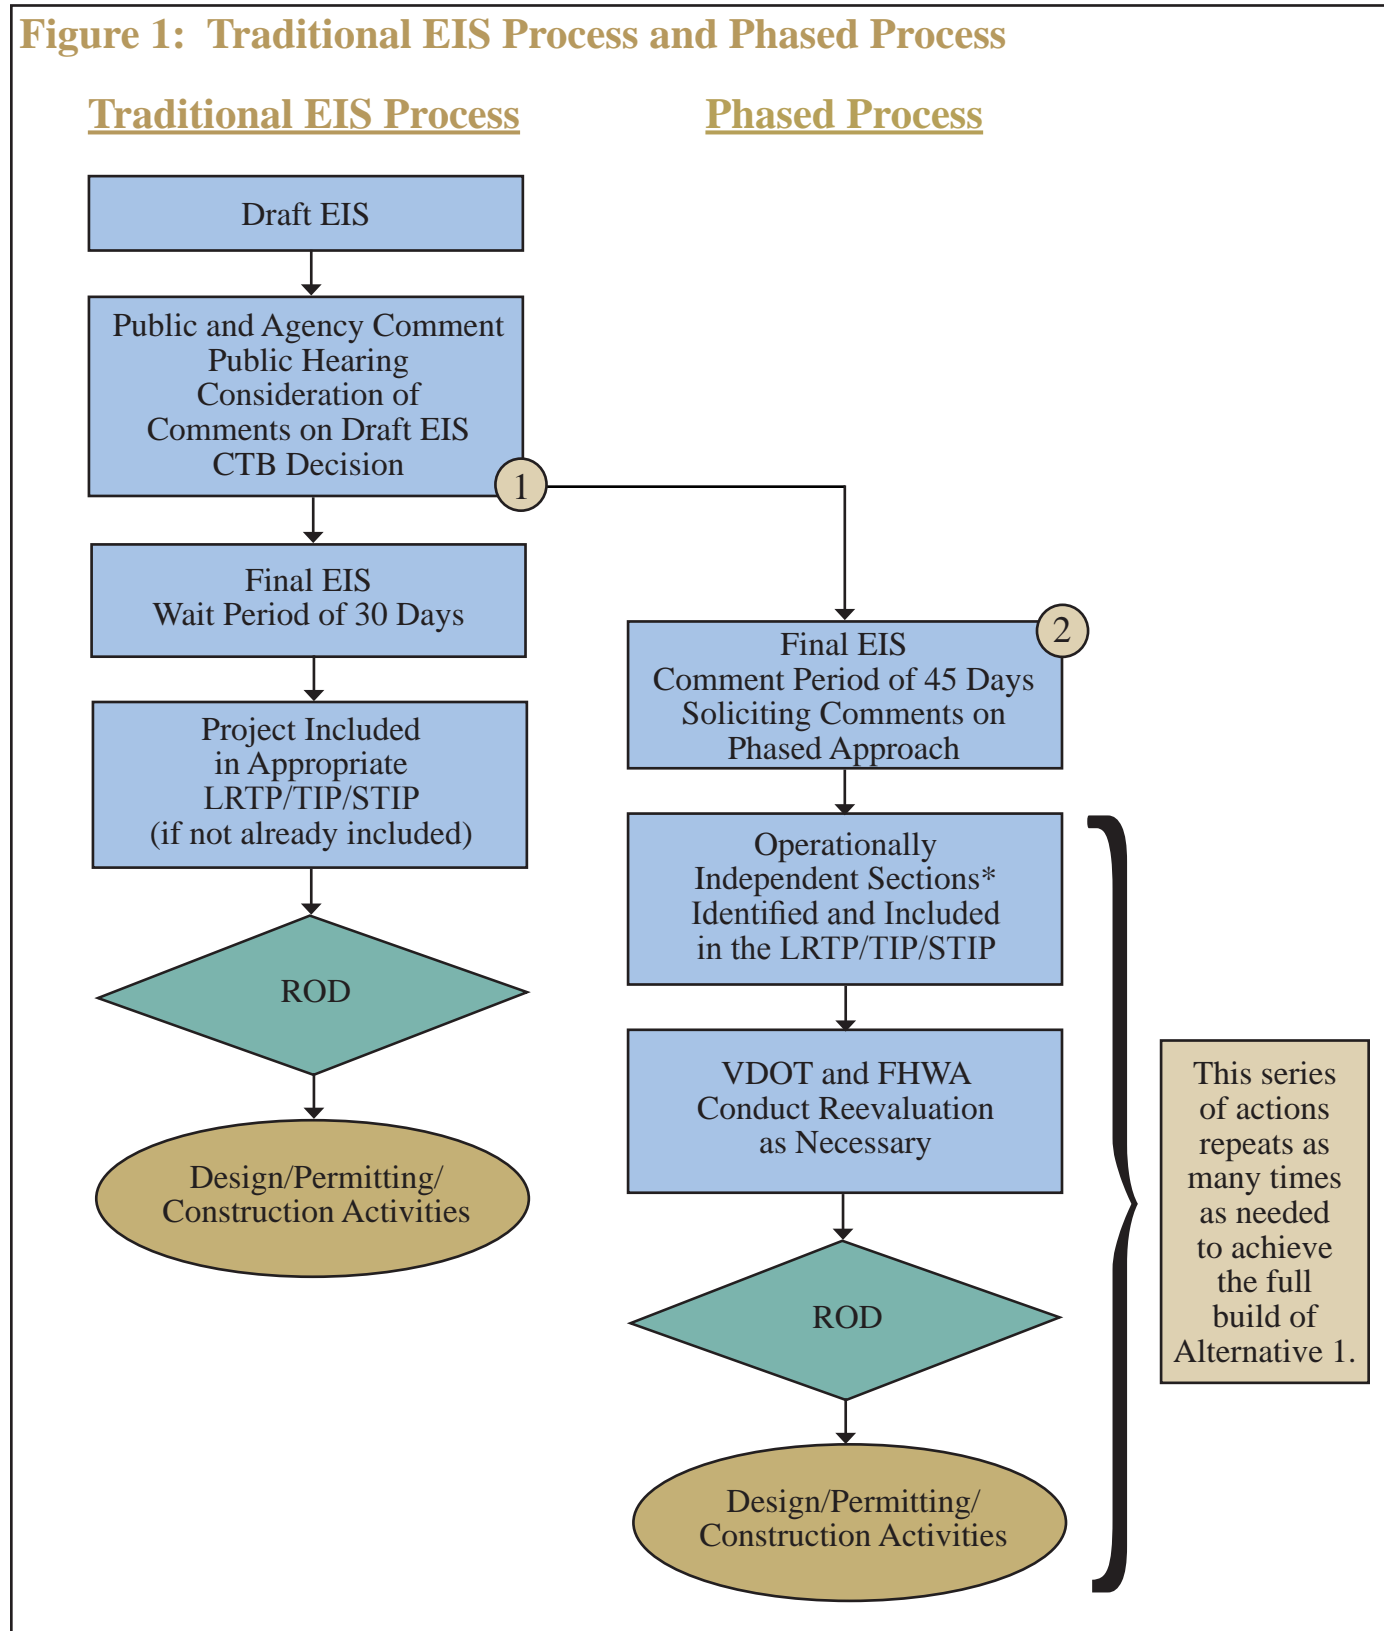 Figure 1: Traditional EIS Process and Phased Process
Traditional EIS Process
Draft EIS
Public and Agency Comment
Public Hearing
Consideration of
Comments on Draft EIS
CTB Decision
1
Final EIS
Wait Period of 30 Days
Project Included
in Appropriate
LRTP/TIP/STIP
(if not already included)
ROD
Design/Permitting/
Construction Activities
Phased Process
2
Final EIS
Comment Period of 45 Days
Soliciting Comments on
Phased Approach
Operationally
Independent Sections*
Identified and Included
in the LRTP/TIP/STIP
VDOT and FHWA
Conduct Reevaluation
as Necessary
ROD
Design/Permitting/
Construction Activities
This series
of actions
repeats as
many times
as needed
to achieve
the full
build of
Alternative 1.